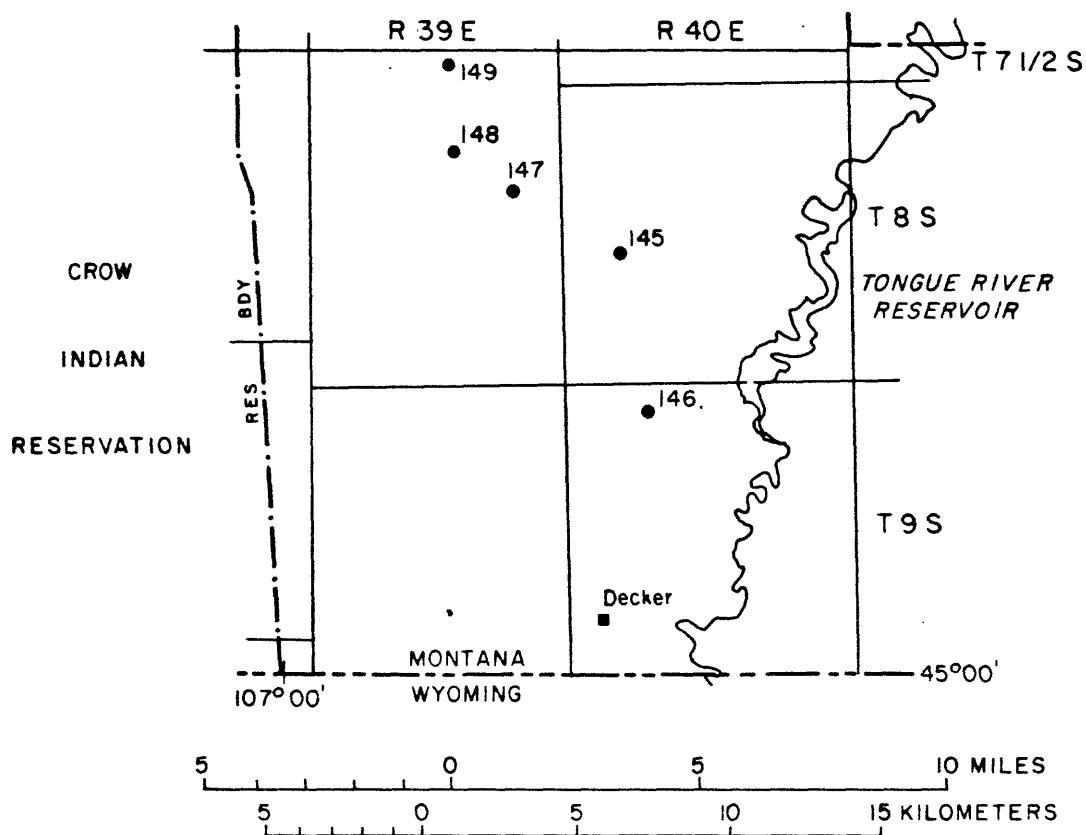 R 39 E
R 40 E
T 7 1/2 S
149
148
147
145
T 8 S
CROW
INDIAN
RESERVATION
RES BDY
TONGUE RIVER
RESERVOIR
146
T 9 S
Decker
MONTANA
WYOMING
45°00'
107°00'
5 0 5 10 MILES
5 0 5 10 15 KILOMETERS